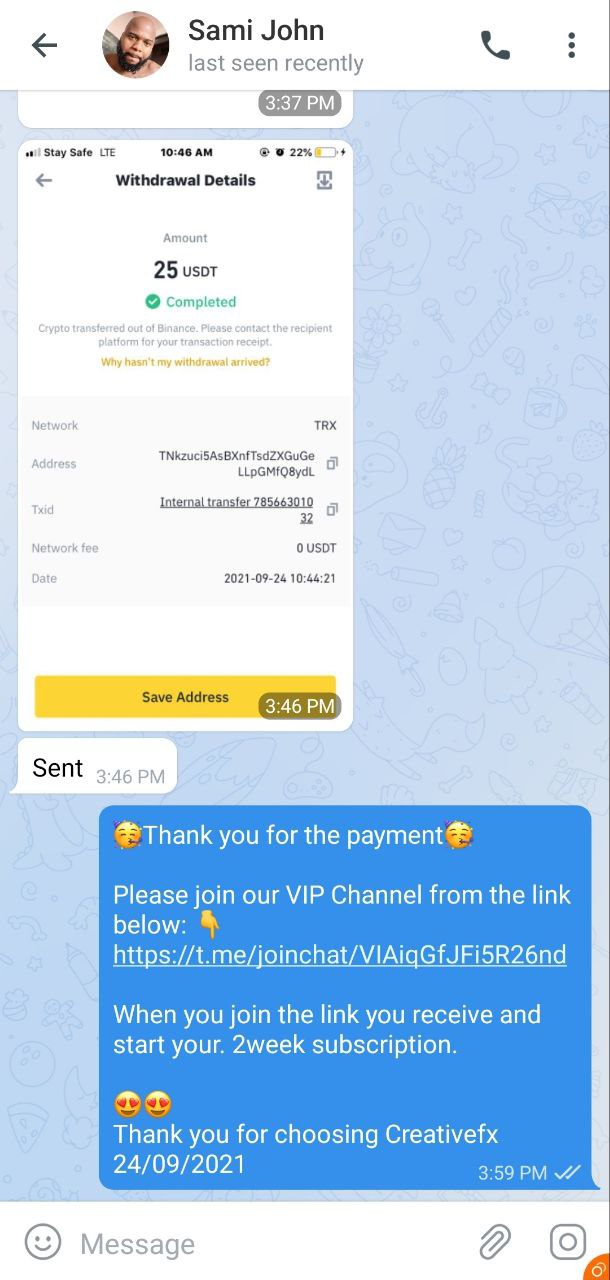 Sami John
last seen recently
3:37 PM
Stay Safe LTE 10:46 AM 22%
Withdrawal Details
Amount
25 USDT
Completed
Crypto transferred out of Binance. Please contact the recipient
platform for your transaction receipt.
Why hasn't my withdrawal arrived?
Network TRX
Address TNkzuci5AsBXnfTsdZXGuGe
LLpGMfQ8ydL
Txid Internal transfer 785663010
32
Network fee 0 USDT
Date 2021-09-24 10:44:21
Save Address
3:46 PM
Sent 3:46 PM
🥳Thank you for the payment🥳
Please join our VIP Channel from the link
below: 👇
https://t.me/joinchat/VIAiqGfJFi5R26nd
When you join the link you receive and
start your. 2week subscription.
😍😍
Thank you for choosing Creativefx
24/09/2021
3:59 PM
Message